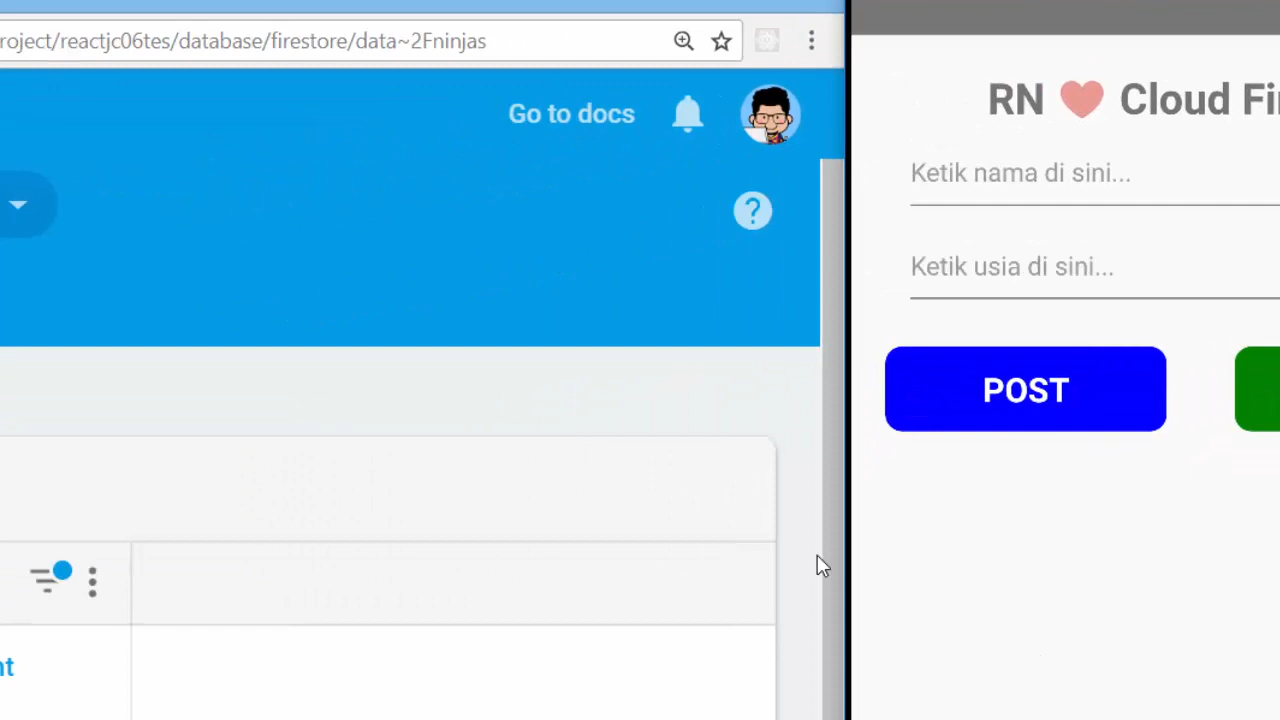 roject/reactjc06tes/database/firestore/data~2Fninjas
Go to docs
nt
RN ❤ Cloud Fi
Ketik nama di sini...
Ketik usia di sini...
POST